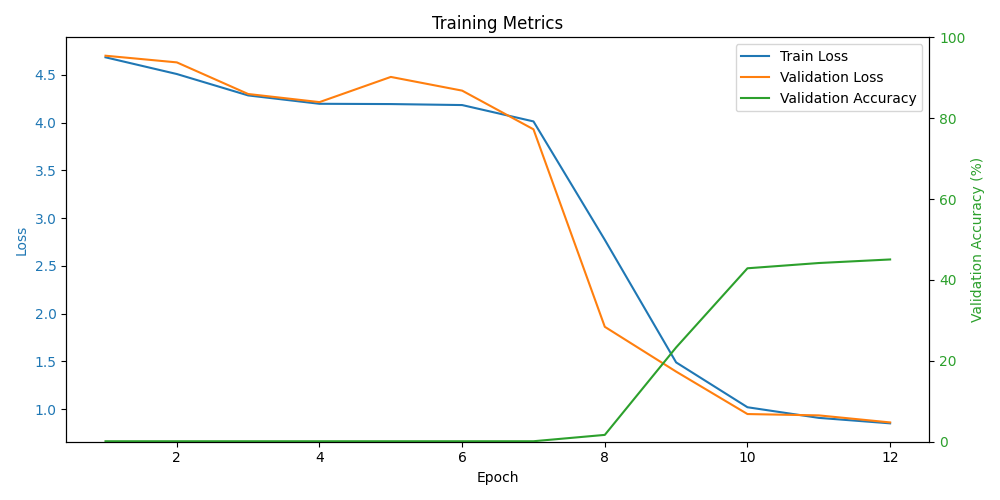 Training Metrics
Train Loss
Validation Loss
Validation Accuracy
Loss
4.5
4.0
3.5
3.0
2.5
2.0
1.5
1.0
100
80
60
40
20
0
Validation Accuracy (%)
2 4 6 8 10 12
Epoch